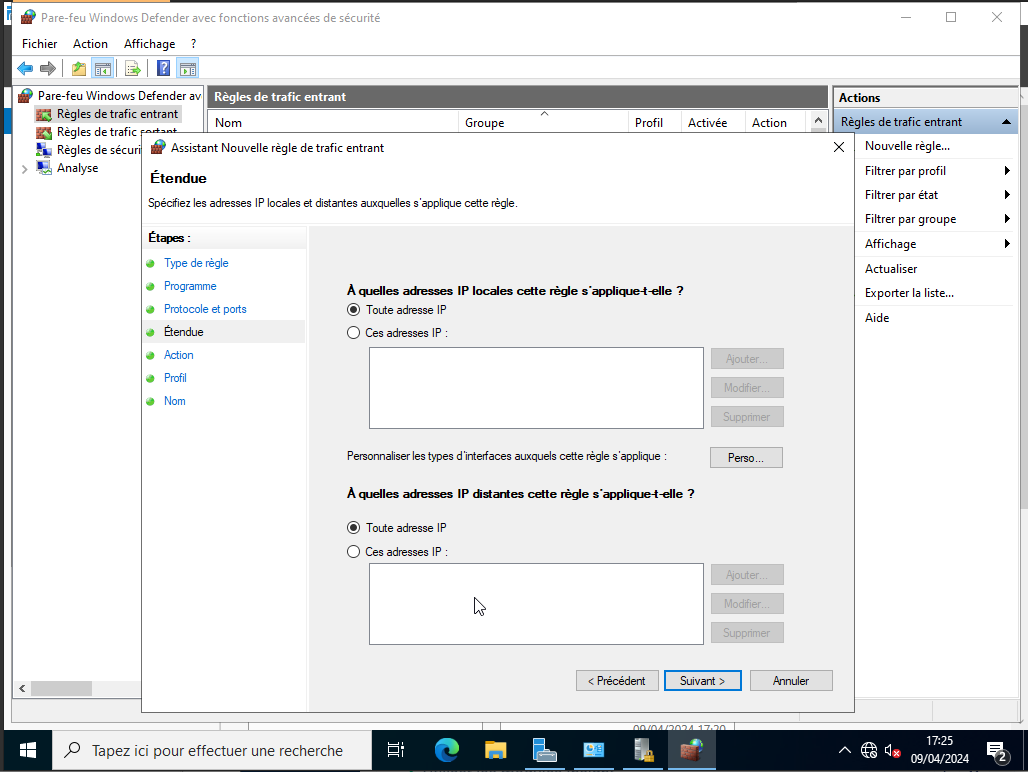 Pare-feu Windows Defender avec fonctions avancées de sécurité
Fichier Action Affichage ?
Pare-feu Windows Defender av
Règles de trafic entrant
Règles de trafic sortant
Règles de sécuri
Analyse
Règles de trafic entrant
Nom Groupe Profil Activée Action
Actions
Règles de trafic entrant
Nouvelle règle...
Filtrer par profil
Filtrer par état
Filtrer par groupe
Affichage
Actualiser
Exporter la liste...
Aide
Assistant Nouvelle règle de trafic entrant
Étendue
Spécifiez les adresses IP locales et distantes auxquelles s'applique cette règle.
Étapes :
Type de règle
Programme
Protocole et ports
Étendue
Action
Profil
Nom
À quelles adresses IP locales cette règle s'applique-t-elle ?
Toute adresse IP
Ces adresses IP :
Ajouter...
Modifier...
Supprimer
Personnaliser les types d'interfaces auxquels cette règle s'applique :
Perso...
À quelles adresses IP distantes cette règle s'applique-t-elle ?
Toute adresse IP
Ces adresses IP :
Ajouter...
Modifier...
Supprimer
< Précédent Suivant > Annuler
09/04/2024 17:20
Tapez ici pour effectuer une recherche
17:25
09/04/2024
2